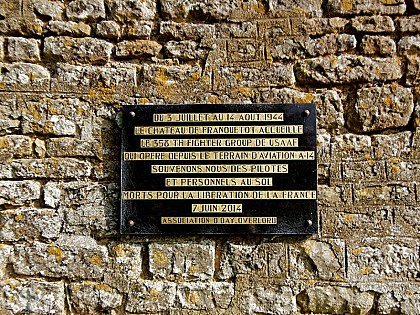 DU 3 JUILLET AU 14 AOUT 1944
LE CHATEAU DE FRANQUETOT ACCUEILLE
LE 358 TH FIGHTER GROUP DE USAAF
QUI OPERE DEPUIS LE TERRAIN D'AVIATION A-14
SOUVENONS NOUS DES PILOTES
ET PERSONNELS AU SOL
MORTS POUR LA LIBERATION DE LA FRANCE
7 JUIN 2014
ASSOCIATION D DAY, OVERLORD